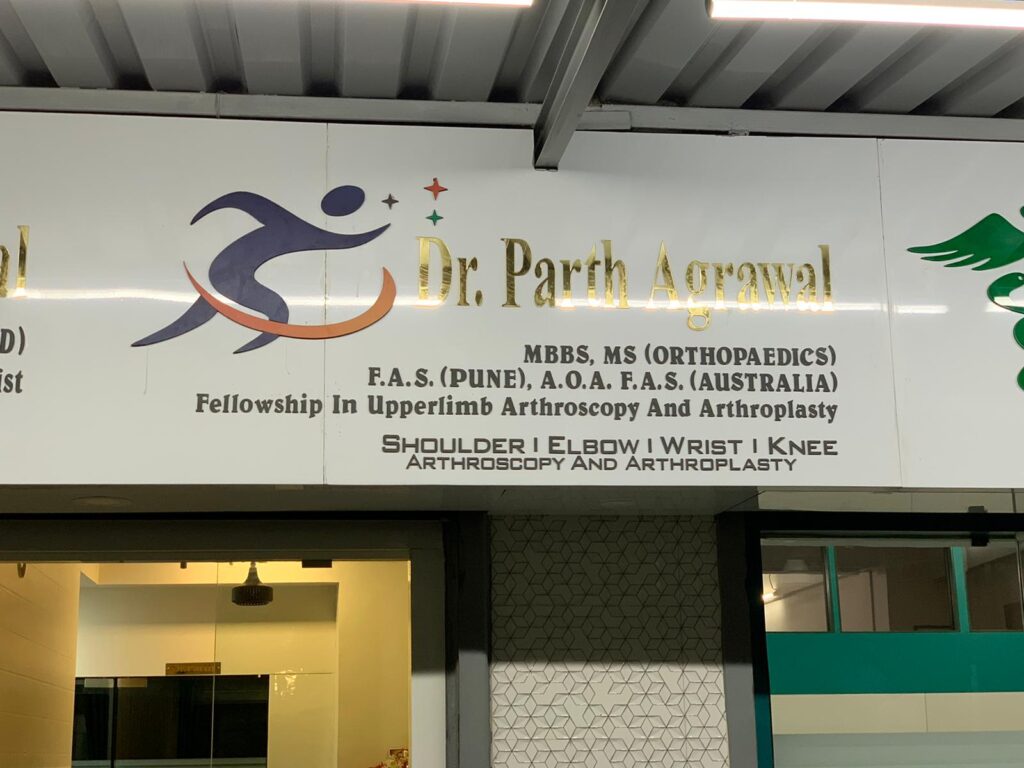 Dr. Parth Agrawal
MBBS, MS (ORTHOPAEDICS)
F.A.S. (PUNE), A.O.A. F.A.S. (AUSTRALIA)
Fellowship In Upperlimb Arthroscopy And Arthroplasty
SHOULDER | ELBOW | WRIST | KNEE
ARTHROSCOPY AND ARTHROPLASTY